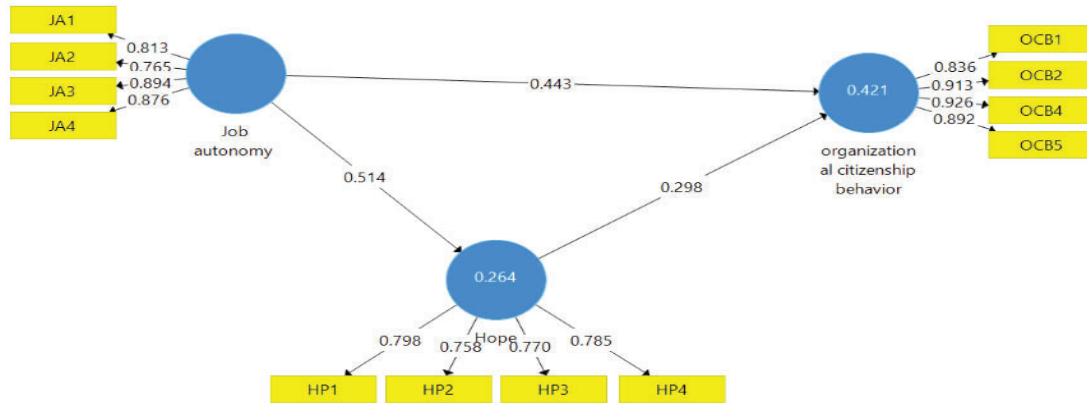 JA1
JA2
JA3
JA4
0.813
0.765
0.894
0.876
Job
autonomy
0.443
0.514
0.298
0.421
organization
al citizenship
behavior
0.836
0.913
0.926
0.892
OCB1
OCB2
OCB4
OCB5
0.264
Hope
0.798
0.758
0.770
0.785
HP1
HP2
HP3
HP4